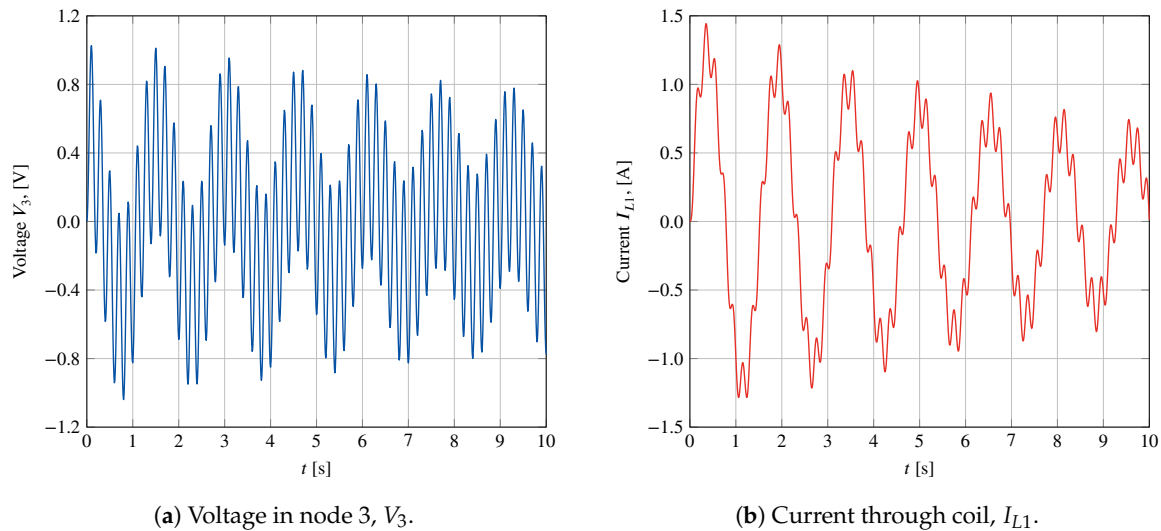 1.2
0.8
0.4
0.0
−0.4
−0.8
−1.2
Voltage V3, [V]
0 1 2 3 4 5 6 7 8 9 10
t [s]
(a) Voltage in node 3, V3.
1.5
1.0
0.5
0.0
−0.5
−1.0
−1.5
Current IL1, [A]
0 1 2 3 4 5 6 7 8 9 10
t [s]
(b) Current through coil, IL1.